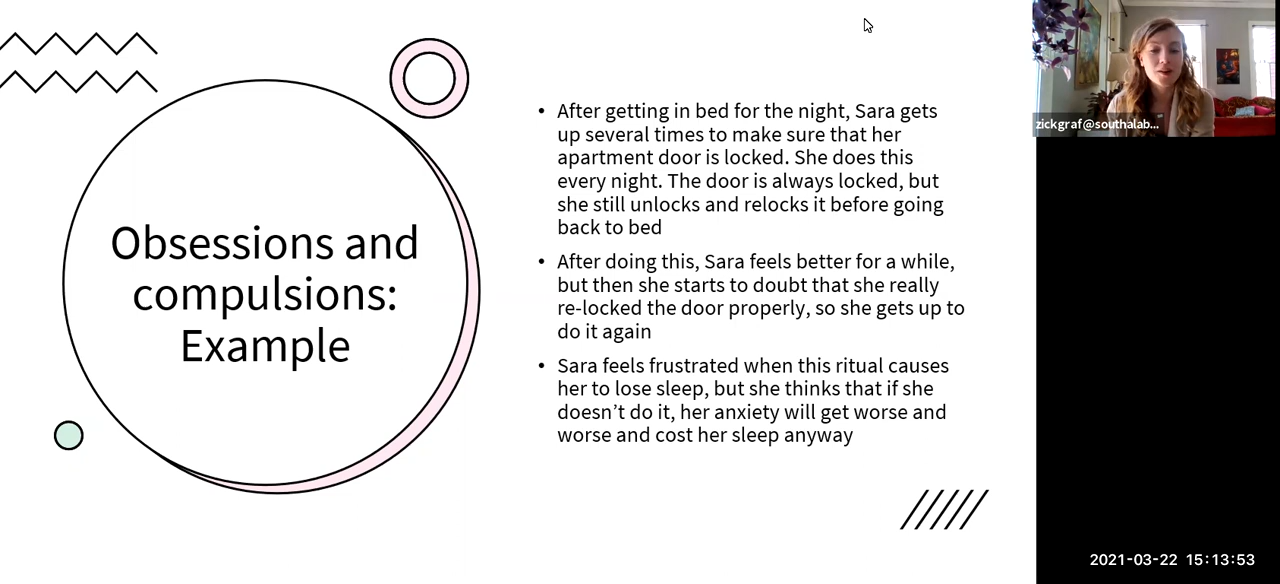 Obsessions and
compulsions:
Example
• After getting in bed for the night, Sara gets
up several times to make sure that her
apartment door is locked. She does this
every night. The door is always locked, but
she still unlocks and relocks it before going
back to bed
• After doing this, Sara feels better for a while,
but then she starts to doubt that she really
re-locked the door properly, so she gets up to
do it again
• Sara feels frustrated when this ritual causes
her to lose sleep, but she thinks that if she
doesn’t do it, her anxiety will get worse and
worse and cost her sleep anyway
zickgraf@southalab...
2021-03-22 15:13:53